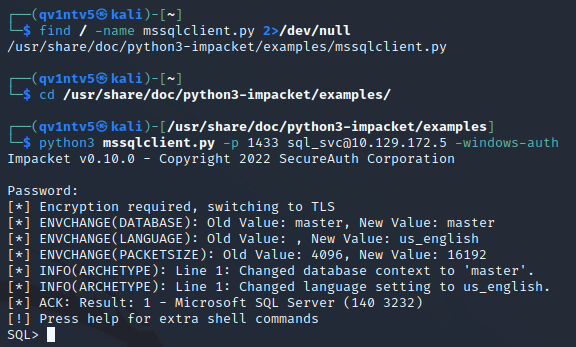 ┌──(qv1ntv5㉿kali)-[~]
└─$ find / -name mssqlclient.py 2>/dev/null
/usr/share/doc/python3-impacket/examples/mssqlclient.py
┌──(qv1ntv5㉿kali)-[~]
└─$ cd /usr/share/doc/python3-impacket/examples/
┌──(qv1ntv5㉿kali)-[/usr/share/doc/python3-impacket/examples]
└─$ python3 mssqlclient.py -p 1433 sql_svc@10.129.172.5 -windows-auth
Impacket v0.10.0 - Copyright 2022 SecureAuth Corporation
Password:
[*] Encryption required, switching to TLS
[*] ENVCHANGE(DATABASE): Old Value: master, New Value: master
[*] ENVCHANGE(LANGUAGE): Old Value: , New Value: us_english
[*] ENVCHANGE(PACKETSIZE): Old Value: 4096, New Value: 16192
[*] INFO(ARCHETYPE): Line 1: Changed database context to 'master'.
[*] INFO(ARCHETYPE): Line 1: Changed language setting to us_english.
[*] ACK: Result: 1 - Microsoft SQL Server (140 3232)
[!] Press help for extra shell commands
SQL>